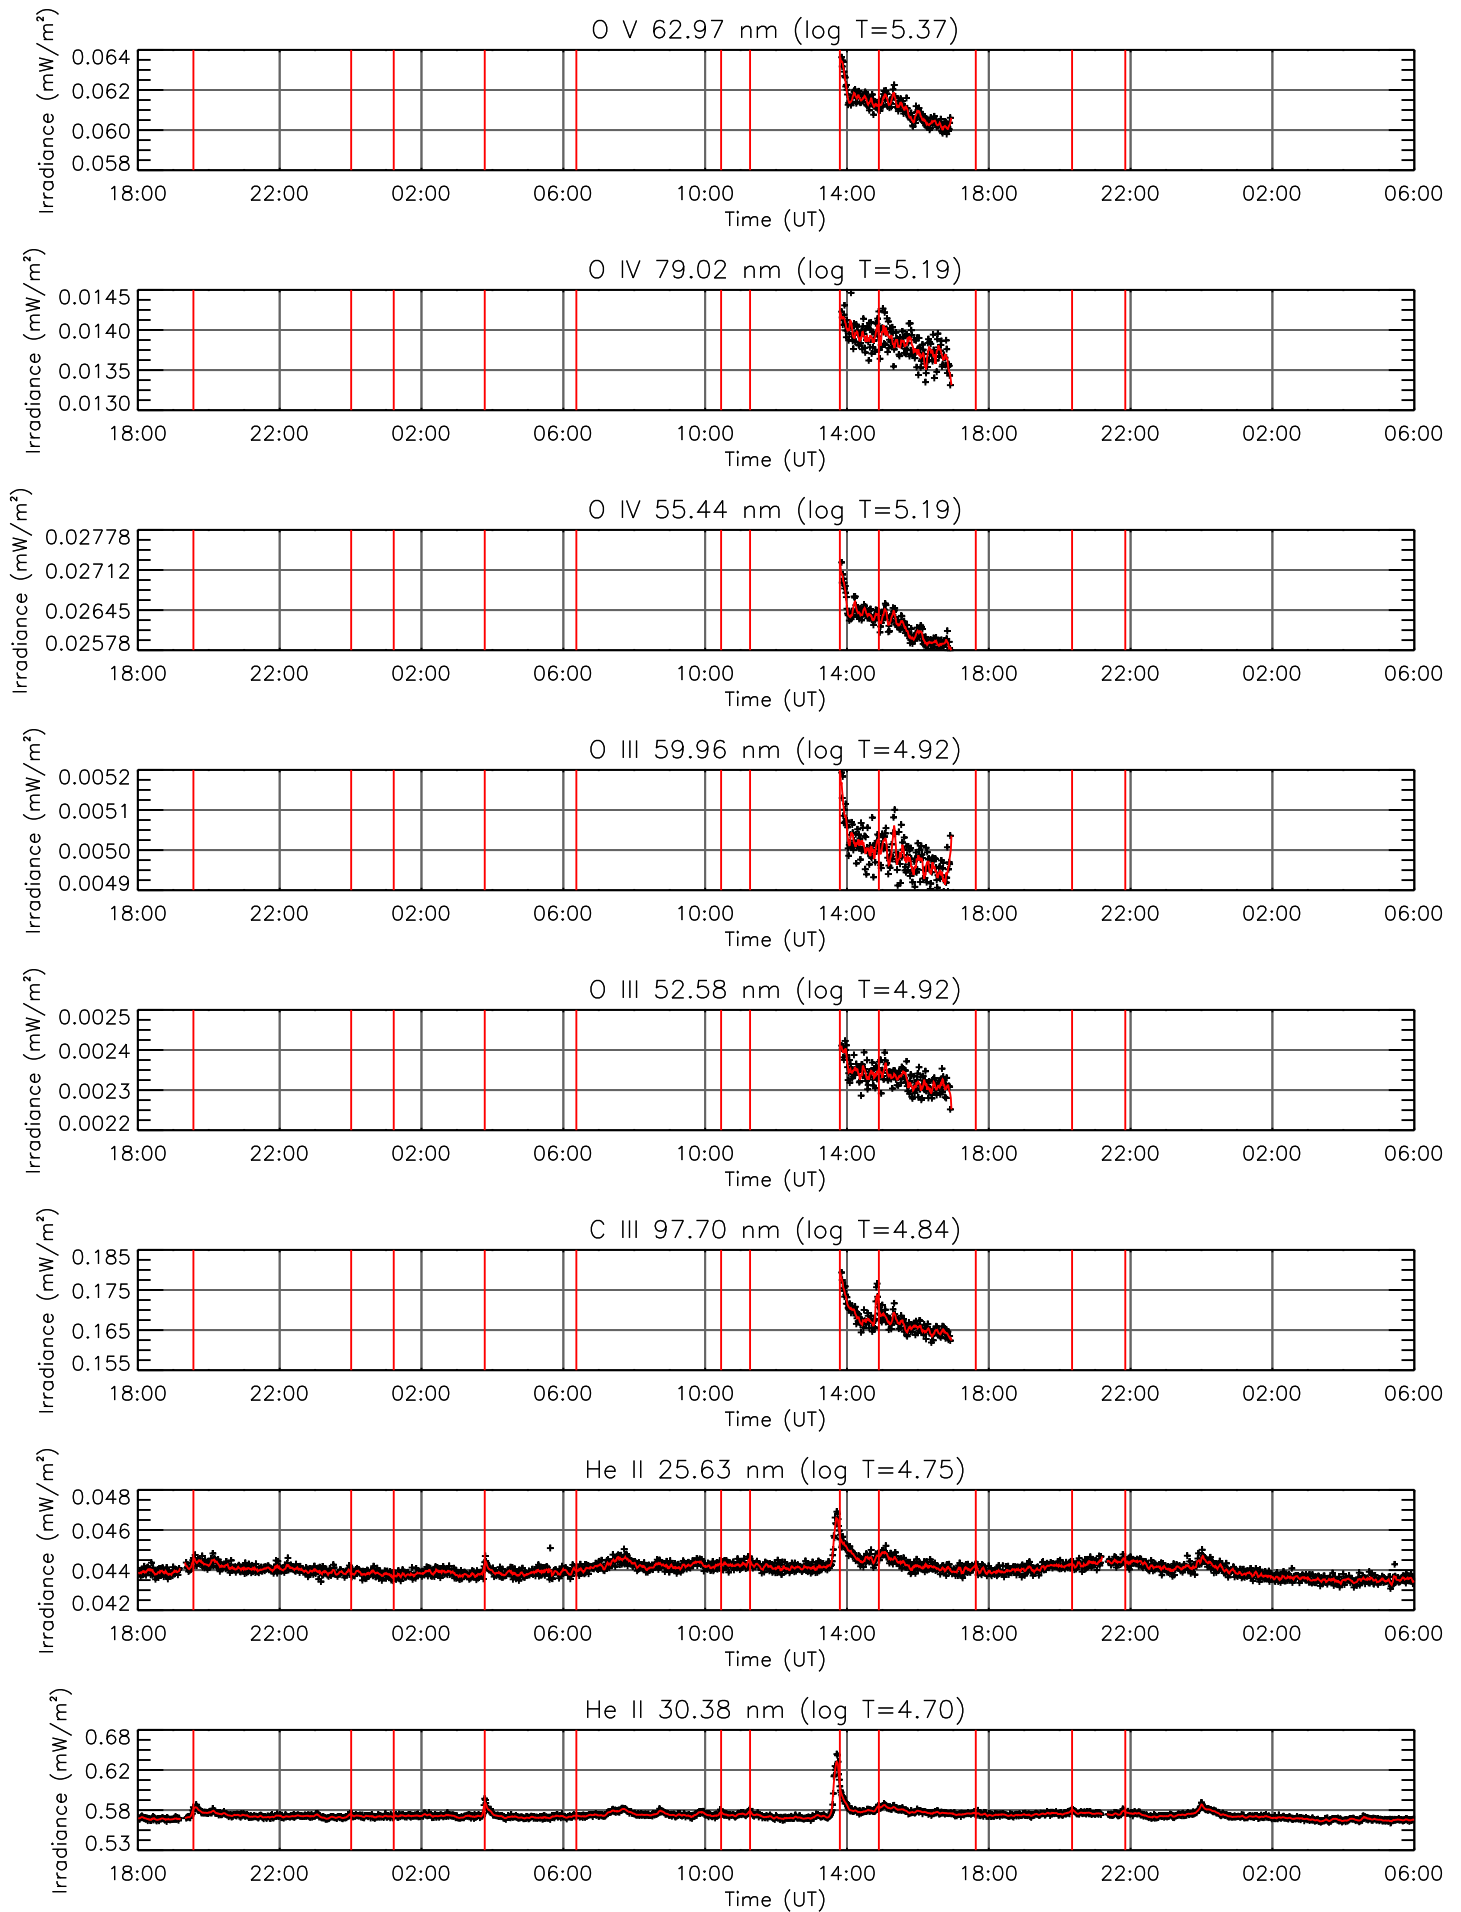 O V 62.97 nm (log T=5.37)
Irradiance (mW/m²)
0.064
0.062
0.060
0.058
18:00 22:00 02:00 06:00 10:00 14:00 18:00 22:00 02:00 06:00
Time (UT)
O IV 79.02 nm (log T=5.19)
Irradiance (mW/m²)
0.0145
0.0140
0.0135
0.0130
18:00 22:00 02:00 06:00 10:00 14:00 18:00 22:00 02:00 06:00
Time (UT)
O IV 55.44 nm (log T=5.19)
Irradiance (mW/m²)
0.02778
0.02712
0.02645
0.02578
18:00 22:00 02:00 06:00 10:00 14:00 18:00 22:00 02:00 06:00
Time (UT)
O III 59.96 nm (log T=4.92)
Irradiance (mW/m²)
0.0052
0.0051
0.0050
0.0049
18:00 22:00 02:00 06:00 10:00 14:00 18:00 22:00 02:00 06:00
Time (UT)
O III 52.58 nm (log T=4.92)
Irradiance (mW/m²)
0.0025
0.0024
0.0023
0.0022
18:00 22:00 02:00 06:00 10:00 14:00 18:00 22:00 02:00 06:00
Time (UT)
C III 97.70 nm (log T=4.84)
Irradiance (mW/m²)
0.185
0.175
0.165
0.155
18:00 22:00 02:00 06:00 10:00 14:00 18:00 22:00 02:00 06:00
Time (UT)
He II 25.63 nm (log T=4.75)
Irradiance (mW/m²)
0.048
0.046
0.044
0.042
18:00 22:00 02:00 06:00 10:00 14:00 18:00 22:00 02:00 06:00
Time (UT)
He II 30.38 nm (log T=4.70)
Irradiance (mW/m²)
0.68
0.62
0.58
0.53
18:00 22:00 02:00 06:00 10:00 14:00 18:00 22:00 02:00 06:00
Time (UT)